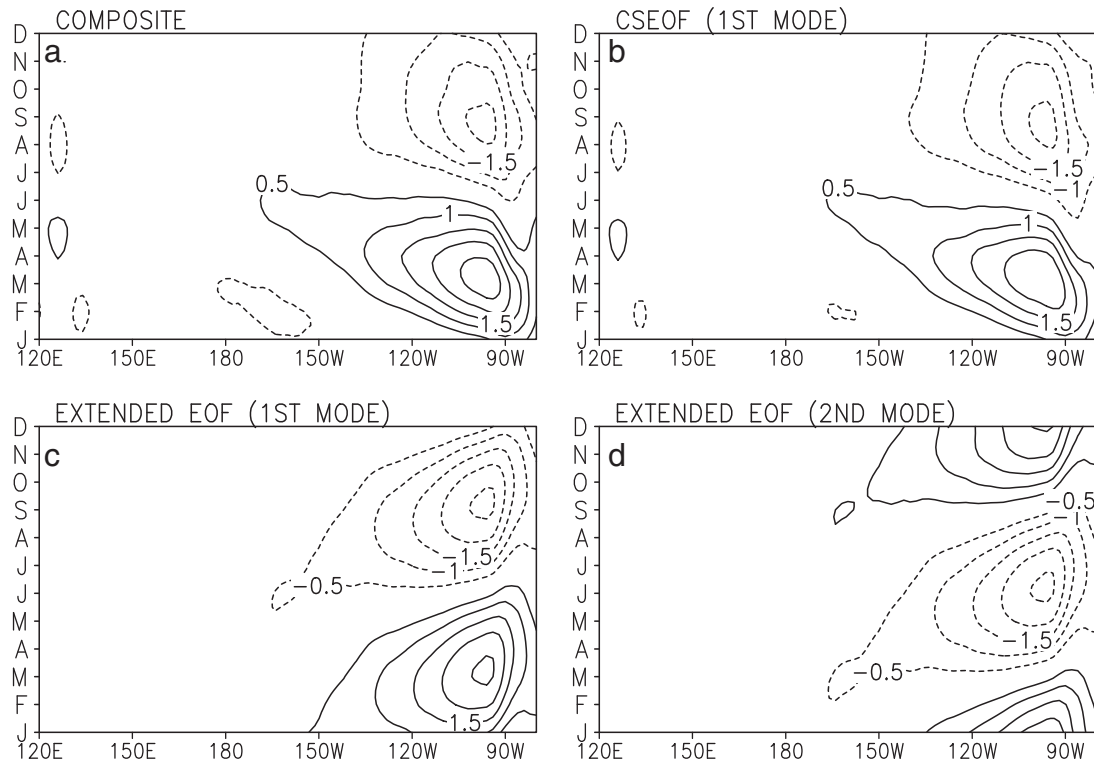 COMPOSITE
a.
D
N
O
S
A
J
J
M
A
M
F
J
0.5
1
1.5
−1.5
120E 150E 180 150W 120W 90W
CSEOF (1ST MODE)
b
D
N
O
S
A
J
J
M
A
M
F
J
−1.5
−1
0.5
1
1.5
120E 150E 180 150W 120W 90W
EXTENDED EOF (1ST MODE)
c
D
N
O
S
A
J
J
M
A
M
F
J
−1.5
−1
−0.5
1.5
120E 150E 180 150W 120W 90W
EXTENDED EOF (2ND MODE)
d
D
N
O
S
A
J
J
M
A
M
F
J
−0.5
−1
−1.5
−0.5
120E 150E 180 150W 120W 90W